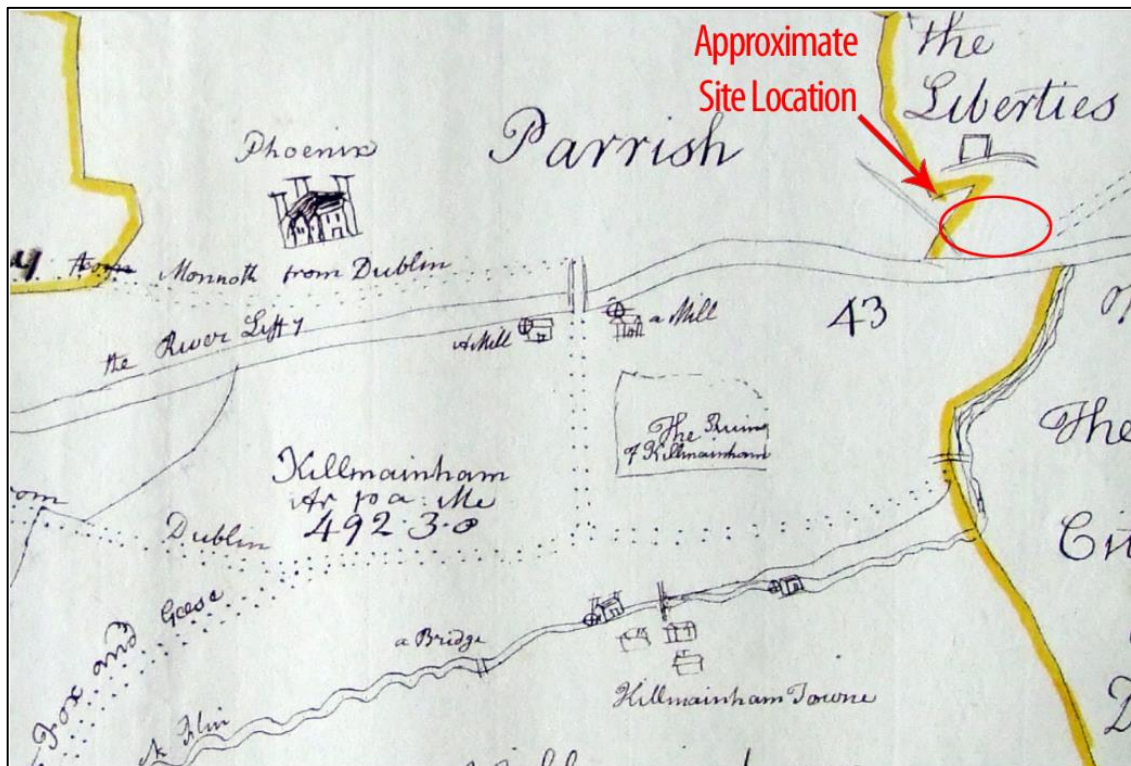 Approximate
Site Location
the
Liberties
Parrish
Phoenix
Monnoth from Dublin
the River Liffy
A Mill
a Mill
43
The Ruins
of Killmainham
Killmainham
492·3·0
Dublin
The
Fox and Geese
a Bridge
Killmainham Towne